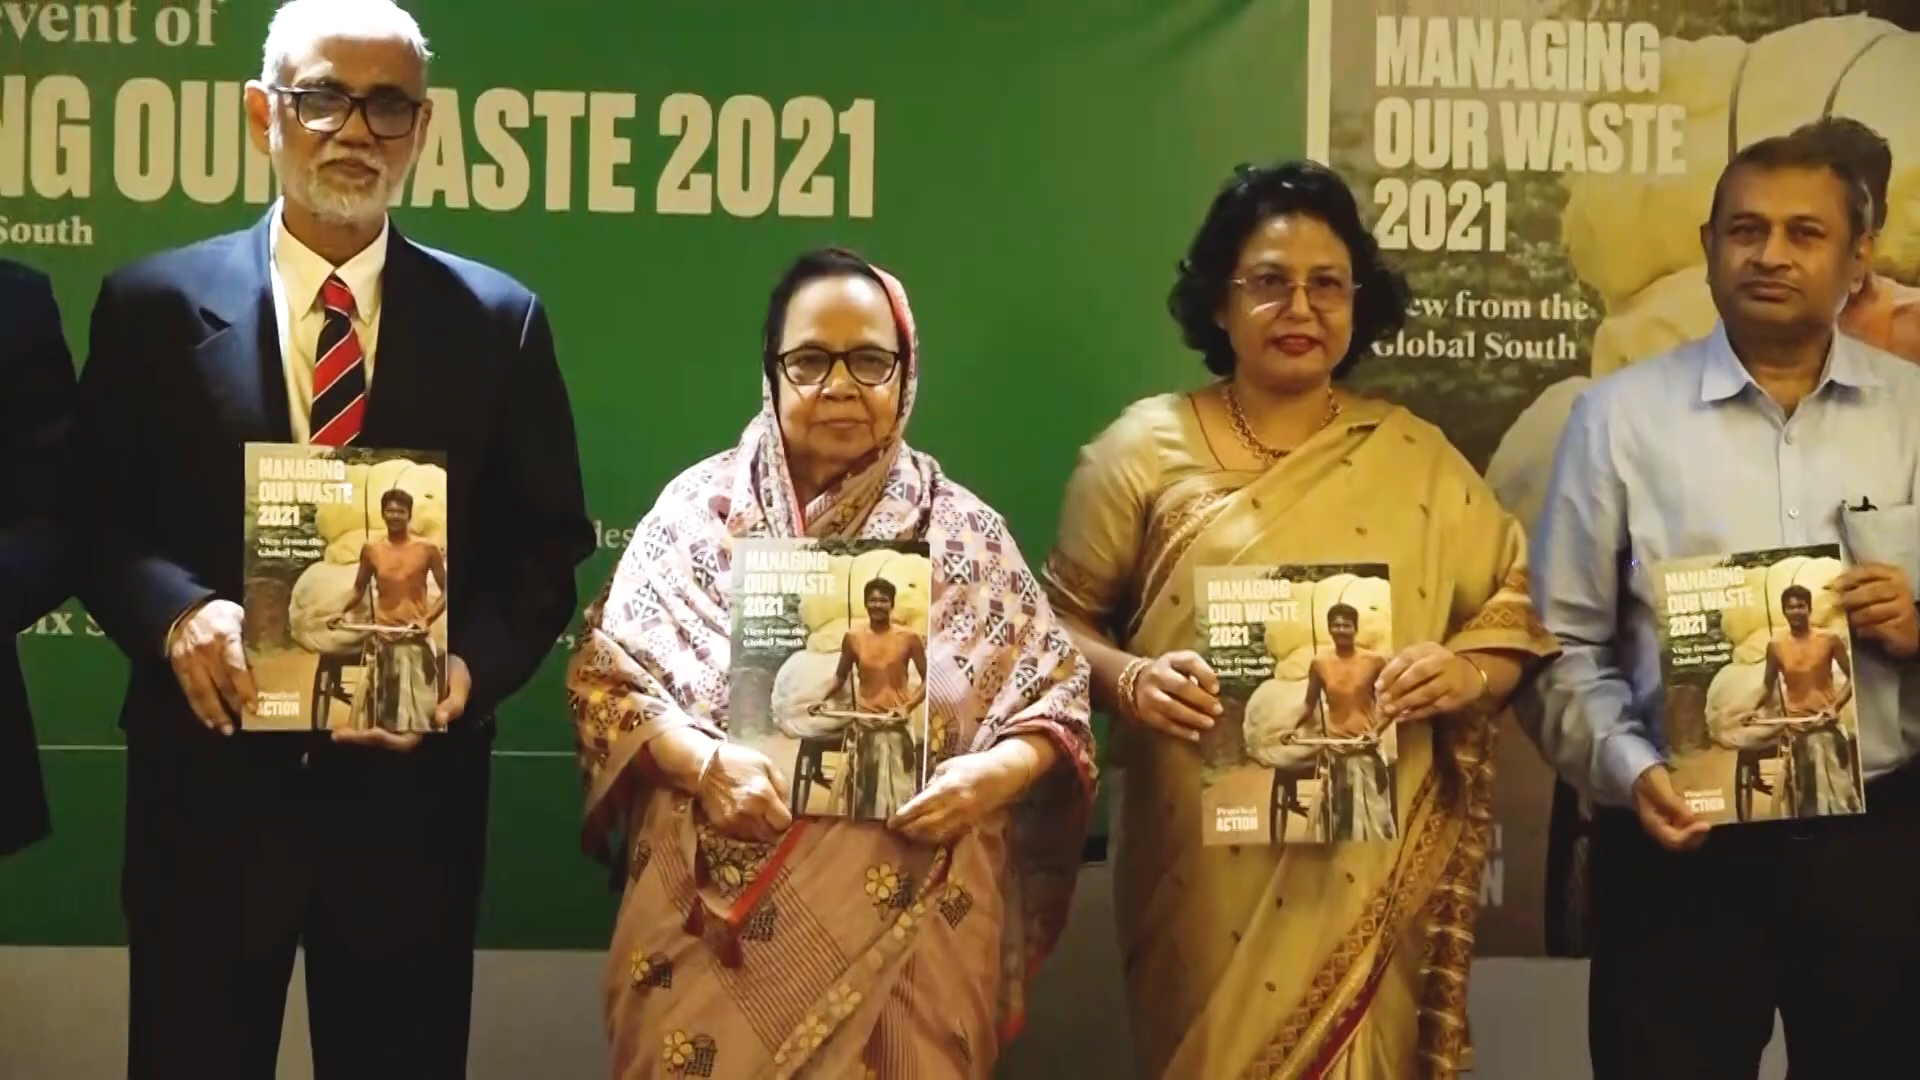 event of
NG OUR WASTE 2021
South
MANAGING
OUR WASTE
2021
View from the
Global South
MANAGING
OUR WASTE
2021
View from the
Global South
Practical
ACTION
MANAGING
OUR WASTE
2021
View from the
Global South
MANAGING
OUR WASTE
2021
View from the
Global South
Practical
ACTION
MANAGING
OUR WASTE
2021
View from the
Global South
ACTION